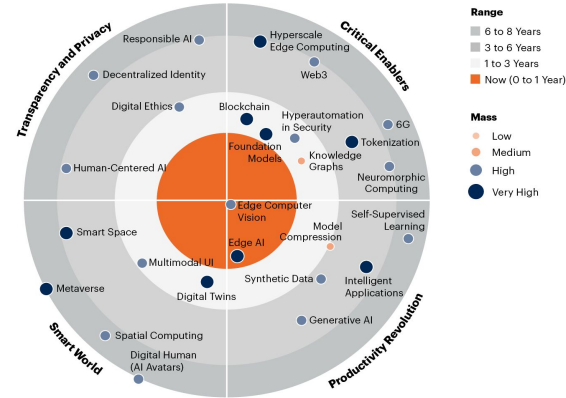 Transparency and Privacy
Critical Enablers
Responsible AI
Hyperscale
Edge Computing
Web3
Decentralized Identity
Digital Ethics
Blockchain
Hyperautomation
in Security
6G
Foundation
Models
Tokenization
Knowledge
Graphs
Human-Centered AI
Neuromorphic
Computing
Edge Computer
Vision
Self-Supervised
Learning
Model
Compression
Smart Space
Edge AI
Multimodal UI
Synthetic Data
Intelligent
Applications
Metaverse
Digital Twins
Generative AI
Spatial Computing
Digital Human
(AI Avatars)
Smart World
Productivity Revolution
Range
6 to 8 Years
3 to 6 Years
1 to 3 Years
Now (0 to 1 Year)
Mass
Low
Medium
High
Very High